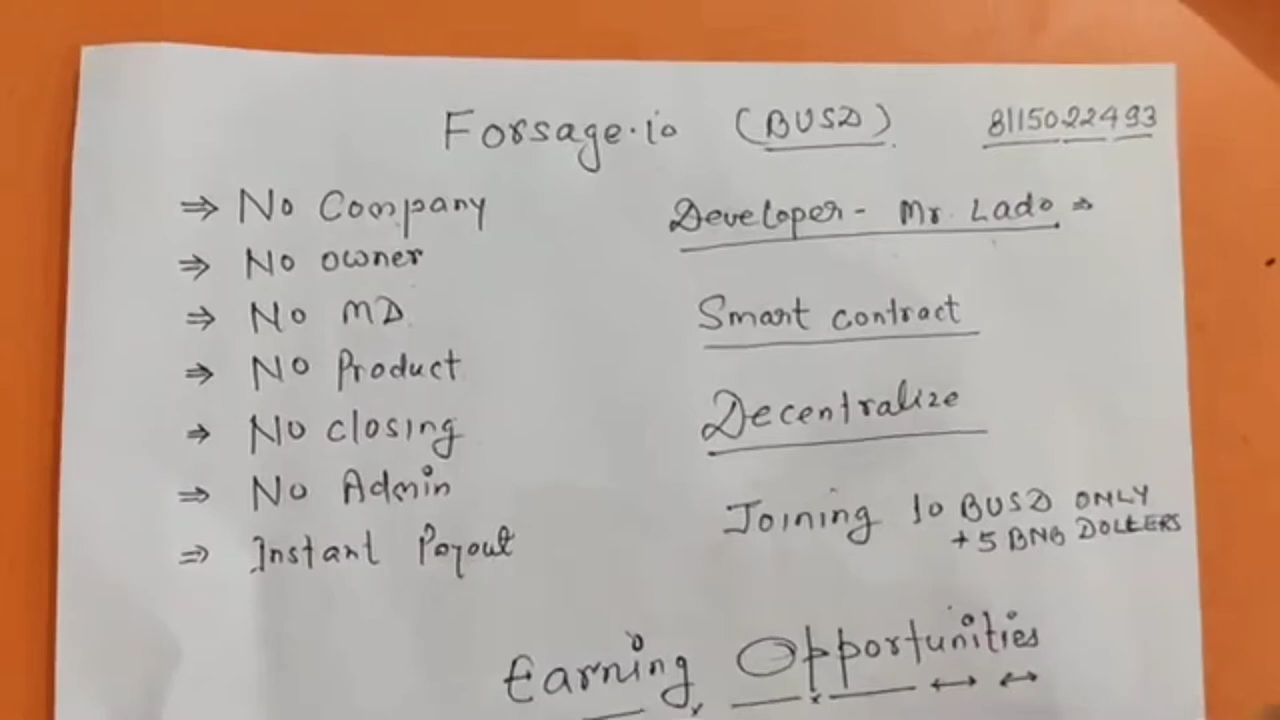 Forsage.io (BUSD) 8115022493
⇒ No Company
⇒ No owner
⇒ No MD
⇒ No Product
⇒ No closing
⇒ No Admin
⇒ Instant Payout
Developer - Mr. Lado ⇒
Smart contract
Decentralize
Joining 10 BUSD ONLY
+ 5 BNB DOLLERS
Earning Opportunities